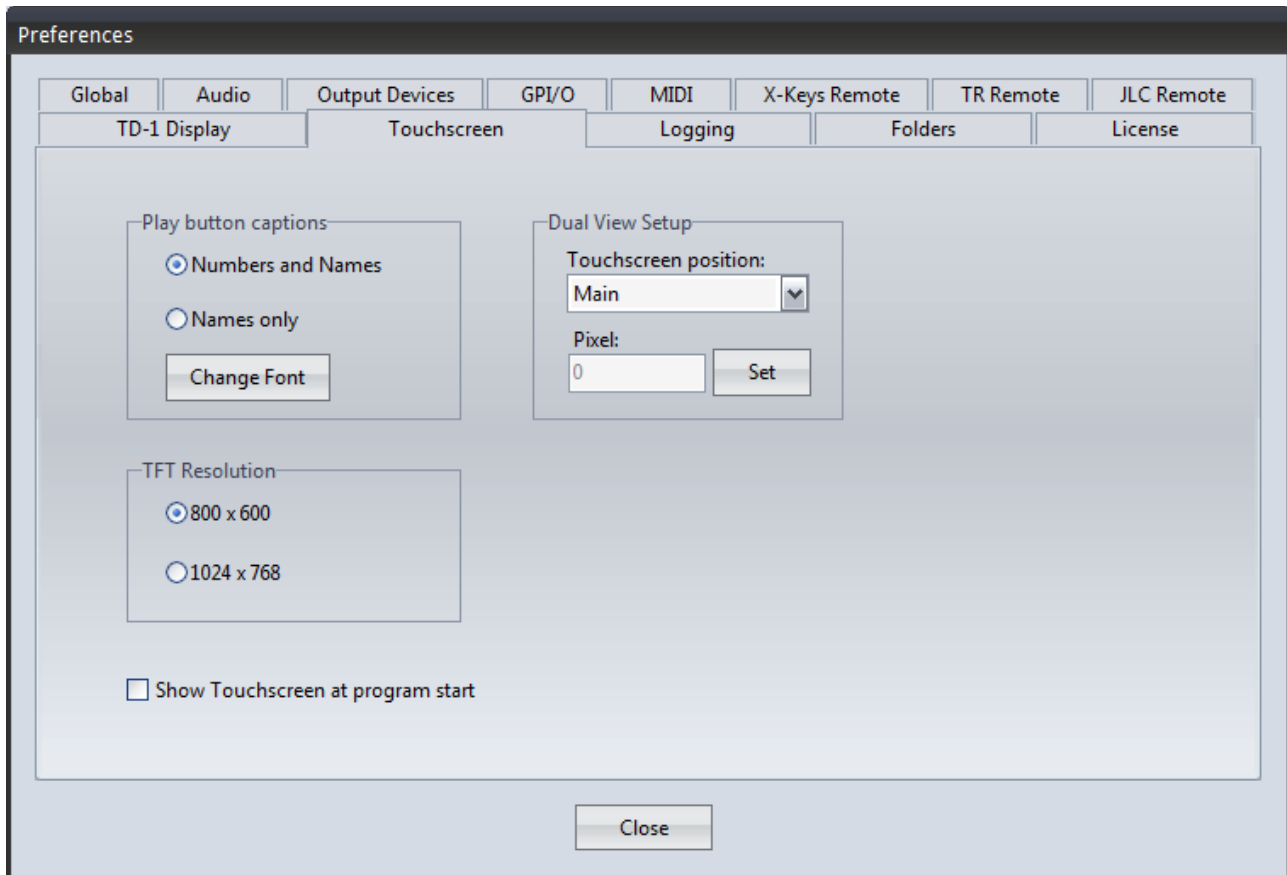 Preferences
Global Audio Output Devices GPI/O MIDI X-Keys Remote TR Remote JLC Remote
TD-1 Display Touchscreen Logging Folders License
Play button captions
Numbers and Names
Names only
Change Font
Dual View Setup
Touchscreen position:
Main
Pixel:
0 Set
TFT Resolution
800 x 600
1024 x 768
Show Touchscreen at program start
Close